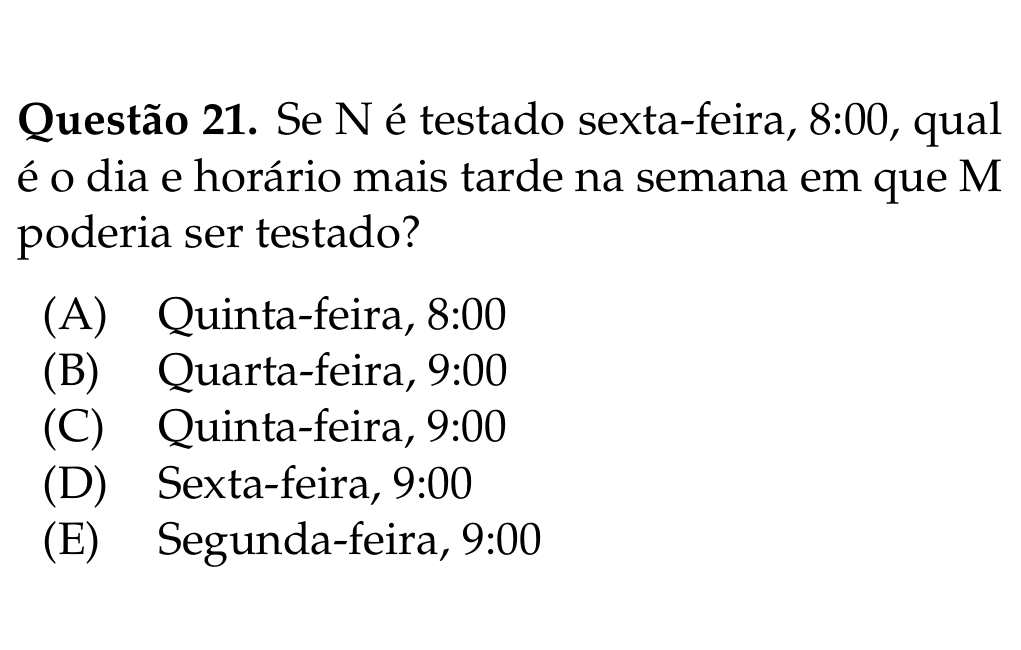 Questão 21. Se N é testado sexta-feira, 8:00, qual
é o dia e horário mais tarde na semana em que M
poderia ser testado?
(A) Quinta-feira, 8:00
(B) Quarta-feira, 9:00
(C) Quinta-feira, 9:00
(D) Sexta-feira, 9:00
(E) Segunda-feira, 9:00